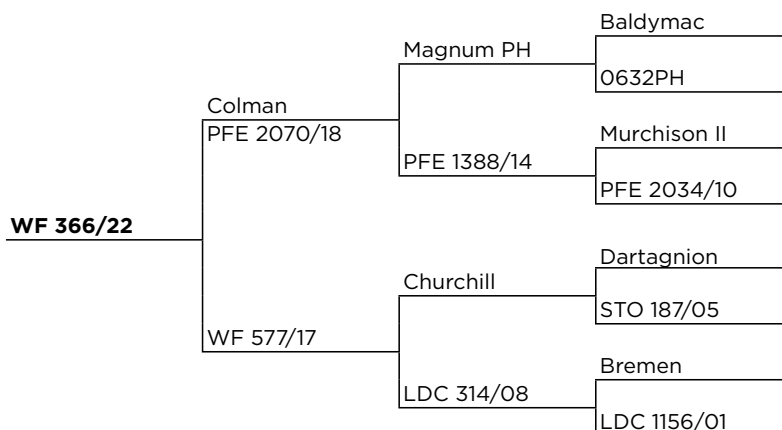 Baldymac
Magnum PH
0632PH
Colman
PFE 2070/18
Murchison II
PFE 1388/14
PFE 2034/10
WF 366/22
Dartagnion
Churchill
STO 187/05
WF 577/17
Bremen
LDC 314/08
LDC 1156/01